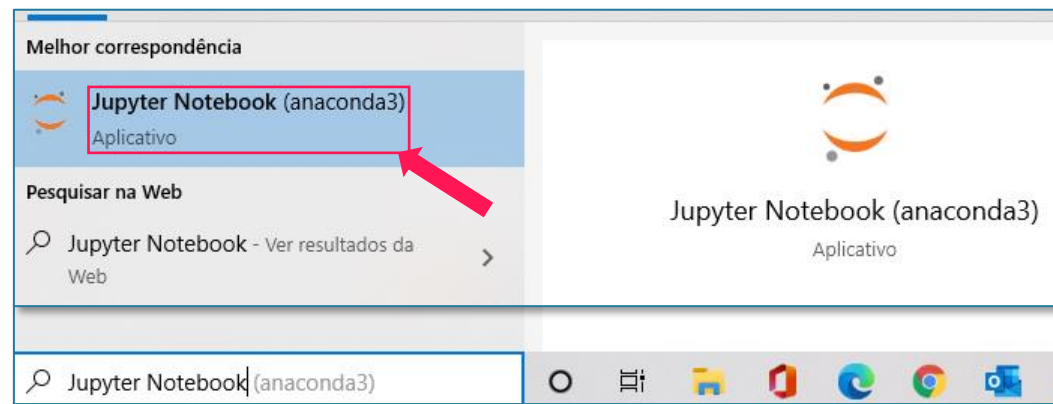 Melhor correspondência
Jupyter Notebook (anaconda3)
Aplicativo
Pesquisar na Web
Jupyter Notebook - Ver resultados da
Web
Jupyter Notebook (anaconda3)
Aplicativo
Jupyter Notebook (anaconda3)